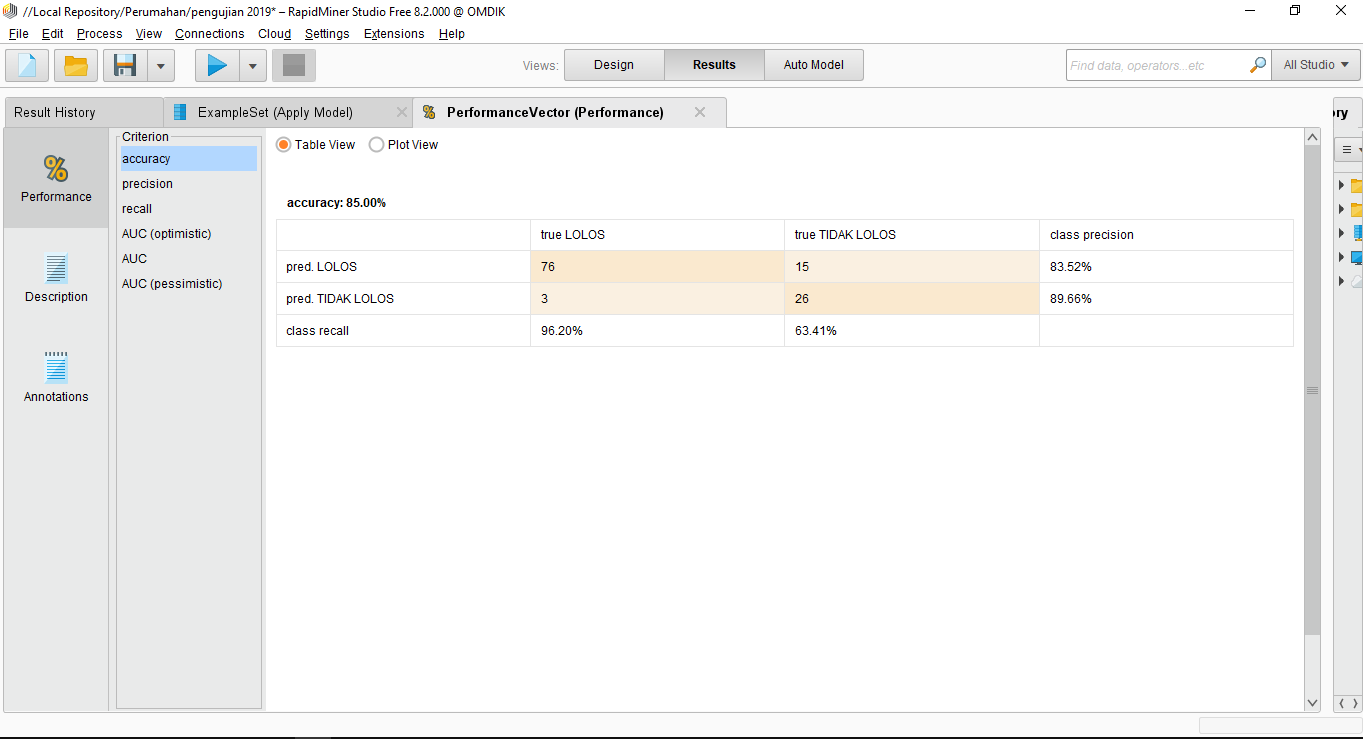 //Local Repository/Perumahan/pengujian 2019* – RapidMiner Studio Free 8.2.000 @ OMDIK
File Edit Process View Connections Cloud Settings Extensions Help
Views: Design Results Auto Model Find data, operators...etc All Studio
Result History ExampleSet (Apply Model) PerformanceVector (Performance) ory
Criterion
% Performance
Description
Annotations
accuracy
precision
recall
AUC (optimistic)
AUC
AUC (pessimistic)
Table View Plot View
accuracy: 85.00%
true LOLOS true TIDAK LOLOS class precision
pred. LOLOS 76 15 83.52%
pred. TIDAK LOLOS 3 26 89.66%
class recall 96.20% 63.41%